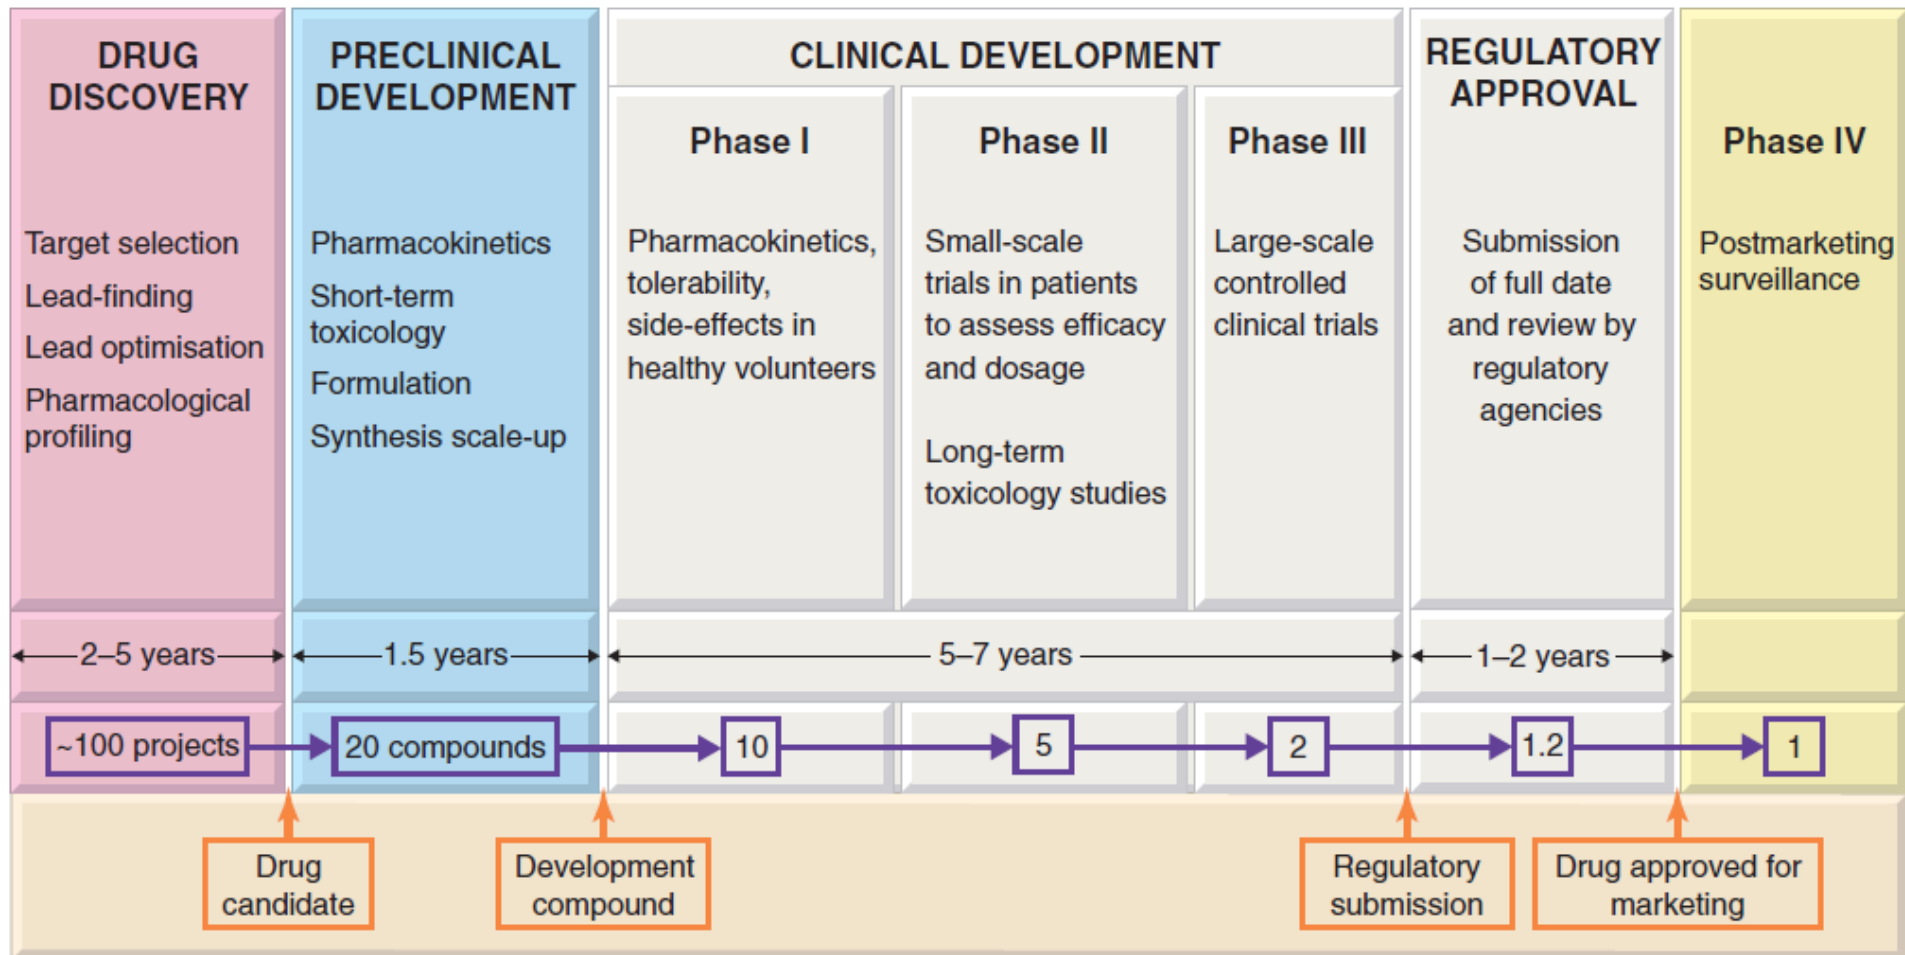 DRUG
DISCOVERY
Target selection
Lead-finding
Lead optimisation
Pharmacological
profiling
2–5 years
~100 projects
PRECLINICAL
DEVELOPMENT
Pharmacokinetics
Short-term
toxicology
Formulation
Synthesis scale-up
1.5 years
20 compounds
CLINICAL DEVELOPMENT
Phase I
Pharmacokinetics,
tolerability,
side-effects in
healthy volunteers
Phase II
Small-scale
trials in patients
to assess efficacy
and dosage
Long-term
toxicology studies
Phase III
Large-scale
controlled
clinical trials
5–7 years
10
5
2
REGULATORY
APPROVAL
Submission
of full date
and review by
regulatory
agencies
1–2 years
1.2
Phase IV
Postmarketing
surveillance
1
Drug
candidate
Development
compound
Regulatory
submission
Drug approved for
marketing